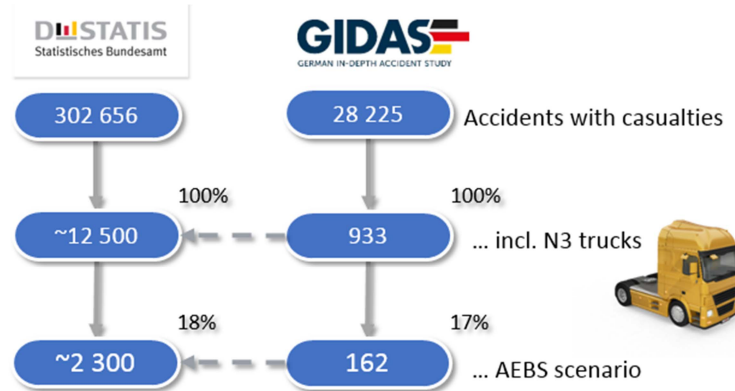 DESTATIS
Statistisches Bundesamt
GIDAS
GERMAN IN-DEPTH ACCIDENT STUDY
302 656
28 225
Accidents with casualties
100%
100%
~12 500
933
... incl. N3 trucks
18%
17%
~2 300
162
... AEBS scenario